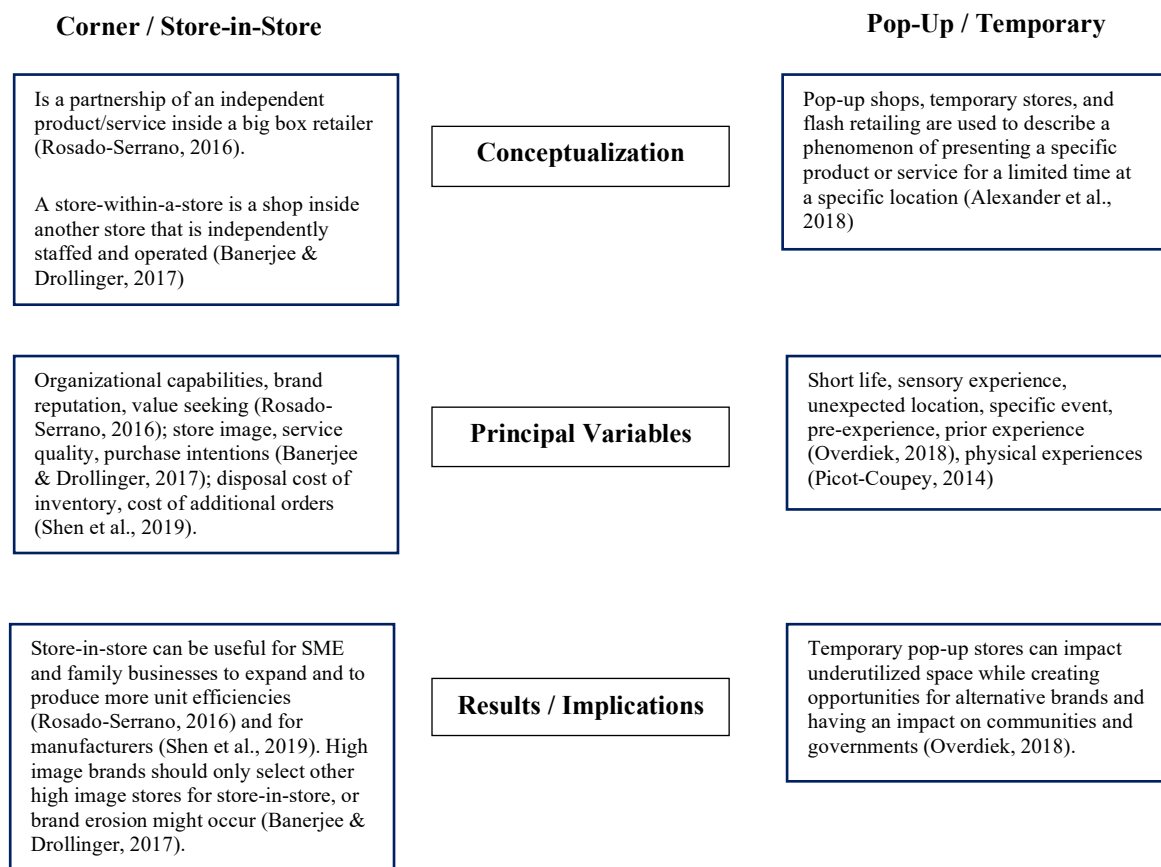 Corner / Store-in-Store
Pop-Up / Temporary
Is a partnership of an independent
product/service inside a big box retailer
(Rosado-Serrano, 2016).
A store-within-a-store is a shop inside
another store that is independently
staffed and operated (Banerjee &
Drollinger, 2017)
Conceptualization
Pop-up shops, temporary stores, and
flash retailing are used to describe a
phenomenon of presenting a specific
product or service for a limited time at
a specific location (Alexander et al.,
2018)
Organizational capabilities, brand
reputation, value seeking (Rosado-
Serrano, 2016); store image, service
quality, purchase intentions (Banerjee
& Drollinger, 2017); disposal cost of
inventory, cost of additional orders
(Shen et al., 2019).
Principal Variables
Short life, sensory experience,
unexpected location, specific event,
pre-experience, prior experience
(Overdiek, 2018), physical experiences
(Picot-Coupey, 2014)
Store-in-store can be useful for SME
and family businesses to expand and to
produce more unit efficiencies
(Rosado-Serrano, 2016) and for
manufacturers (Shen et al., 2019). High
image brands should only select other
high image stores for store-in-store, or
brand erosion might occur (Banerjee &
Drollinger, 2017).
Results / Implications
Temporary pop-up stores can impact
underutilized space while creating
opportunities for alternative brands and
having an impact on communities and
governments (Overdiek, 2018).